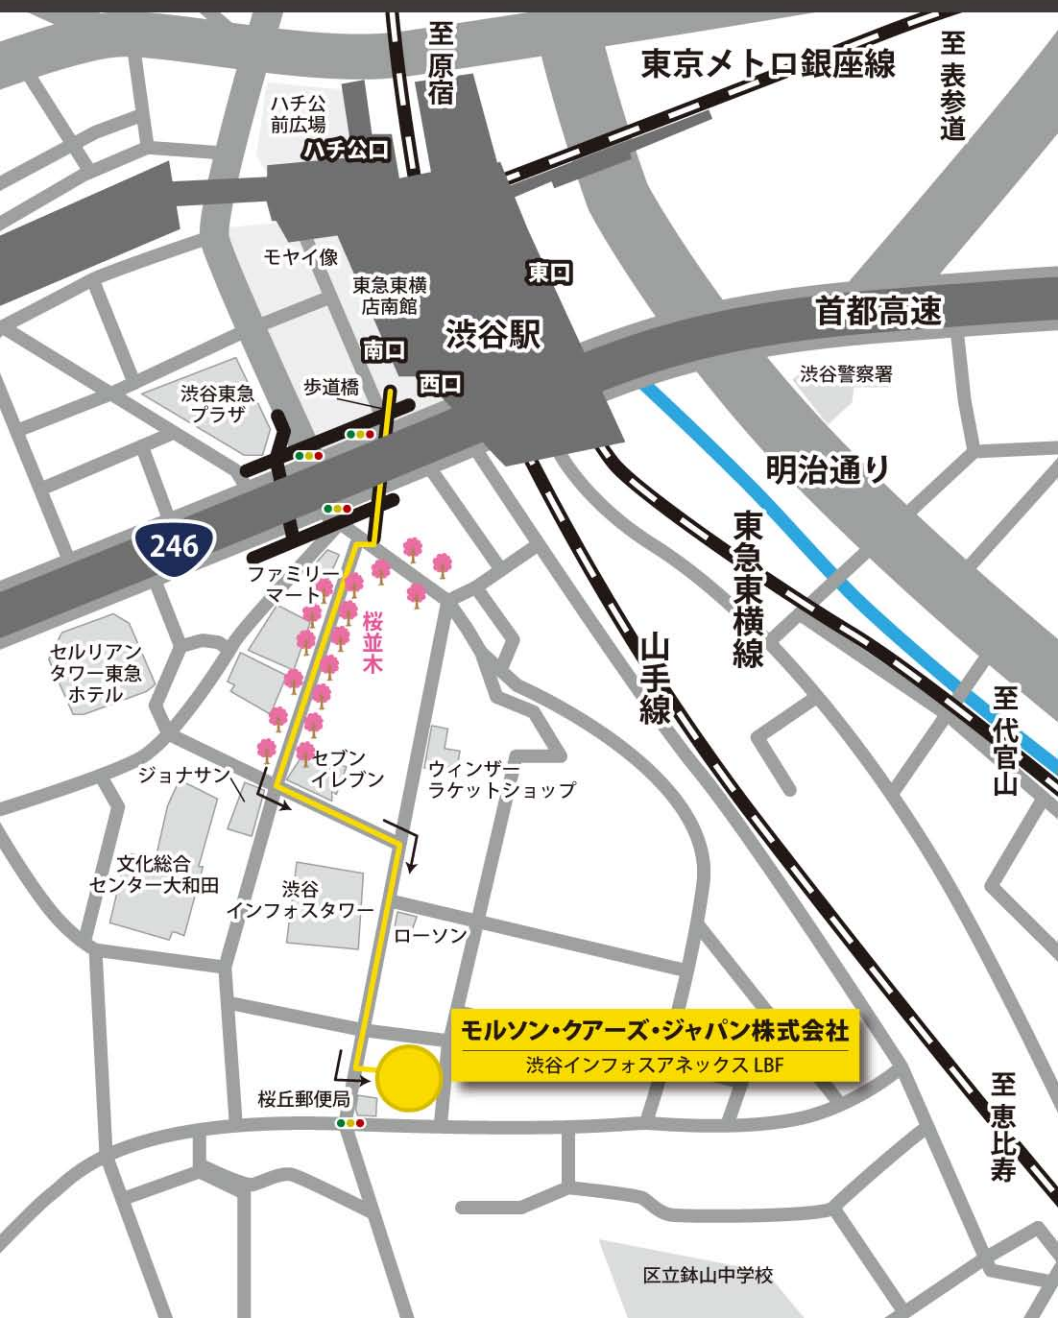 至原宿
東京メトロ銀座線
至表参道
ハチ公
前広場
ハチ公口
モヤイ像
東急東横
店南館
東口
首都高速
渋谷駅
南口
西口
歩道橋
渋谷東急
プラザ
渋谷警察署
明治通り
246
東急東横線
ファミリー
マート
桜並木
山手線
セルリアン
タワー東急
ホテル
至代官山
ジョナサン
セブン
イレブン
ウィンザー
ラケットショップ
文化総合
センター大和田
渋谷
インフォスタワー
ローソン
モルソン・クアーズ・ジャパン株式会社
渋谷インフォスアネックス LBF
桜丘郵便局
至恵比寿
区立鉢山中学校